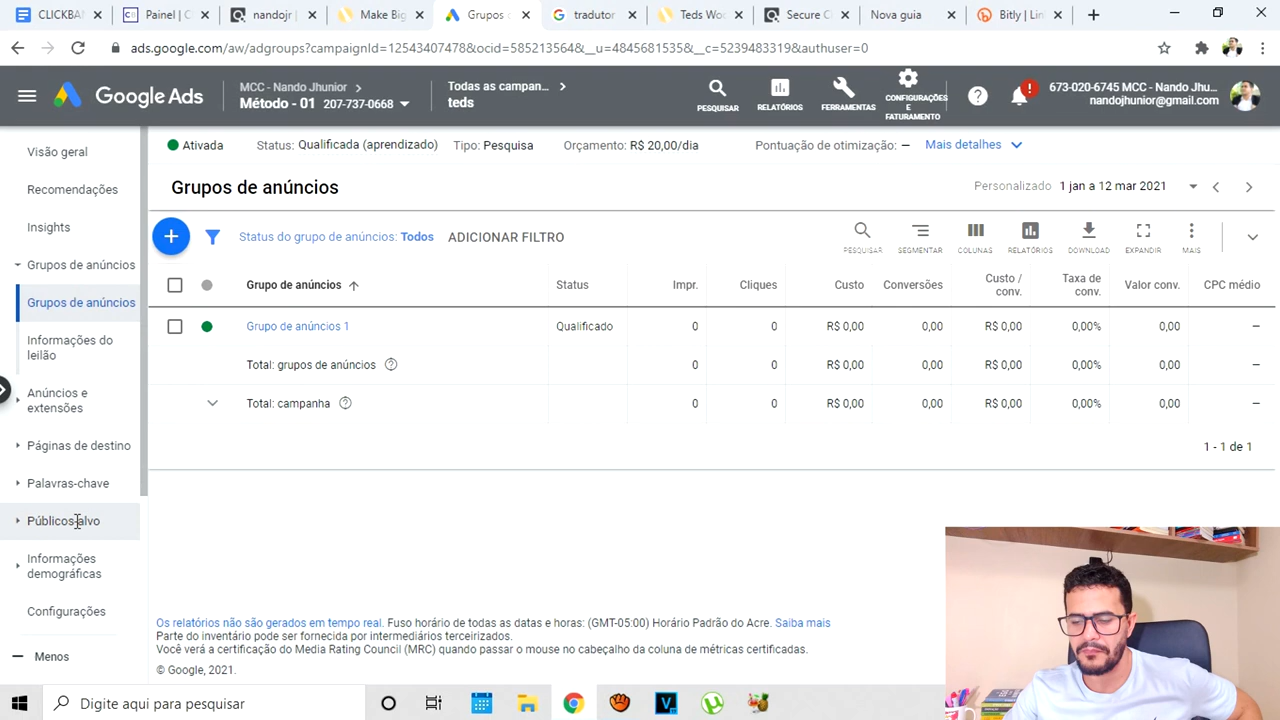 CLICKBA
Painel | C
nandojr |
Make Big
Grupos d
tradutor
Teds Woo
Secure C
Nova guia
Bitly | Lin
ads.google.com/aw/adgroups?campaignId=12543407478&ocid=585213564&__u=4845681535&__c=5239483319&authuser=0
Google Ads
MCC - Nando Jhunior
Método - 01 207-737-0668
Todas as campan...
teds
PESQUISAR
RELATÓRIOS
FERRAMENTAS
CONFIGURAÇÕES
E
FATURAMENTO
673-020-6745 MCC - Nando Jhu...
nandojhunior@gmail.com
Visão geral
Recomendações
Insights
Grupos de anúncios
Grupos de anúncios
Informações do
leilão
Anúncios e
extensões
Páginas de destino
Palavras-chave
Públicos-alvo
Informações
demográficas
Configurações
Menos
Ativada Status: Qualificada (aprendizado) Tipo: Pesquisa Orçamento: R$ 20,00/dia Pontuação de otimização: – Mais detalhes
Grupos de anúncios
Personalizado 1 jan a 12 mar 2021
Status do grupo de anúncios: Todos ADICIONAR FILTRO
PESQUISAR SEGMENTAR COLUNAS RELATÓRIOS DOWNLOAD EXPANDIR MAIS
Grupo de anúncios Status Impr. Cliques Custo Conversões Custo / conv. Taxa de conv. Valor conv. CPC médio
Grupo de anúncios 1 Qualificado 0 0 R$ 0,00 0,00 R$ 0,00 0,00% 0,00 –
Total: grupos de anúncios 0 0 R$ 0,00 0,00 R$ 0,00 0,00% 0,00 –
Total: campanha 0 0 R$ 0,00 0,00 R$ 0,00 0,00% 0,00 –
1 - 1 de 1
Os relatórios não são gerados em tempo real. Fuso horário de todas as datas e horas: (GMT-05:00) Horário Padrão do Acre. Saiba mais
Parte do inventário pode ser fornecida por intermediários terceirizados.
Você verá a certificação do Media Rating Council (MRC) quando passar o mouse no cabeçalho da coluna de métricas certificadas.
© Google, 2021.
Digite aqui para pesquisar